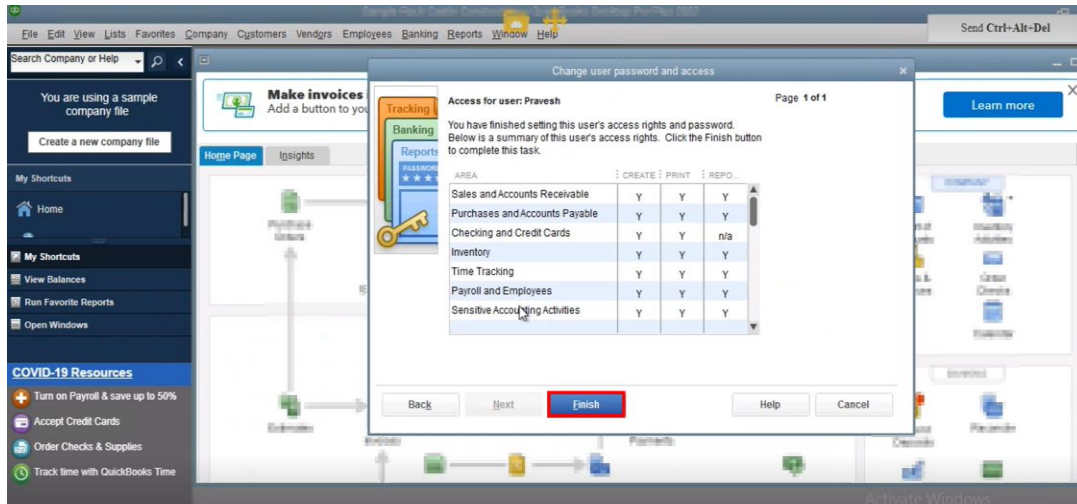 Send Ctrl+Alt+Del
File Edit View Lists Favorites Company Customers Vendors Employees Banking Reports Window Help
Search Company or Help
You are using a sample
company file
Create a new company file
My Shortcuts
Home
My Shortcuts
View Balances
Run Favorite Reports
Open Windows
COVID-19 Resources
Turn on Payroll & save up to 50%
Accept Credit Cards
Order Checks & Supplies
Track time with QuickBooks Time
Make invoices
Add a button to you
Learn more
Home Page Insights
Change user password and access
Tracking
Banking
Reports
PASSWORD
Access for user: Pravesh
Page 1 of 1
You have finished setting this user's access rights and password.
Below is a summary of this user's access rights. Click the Finish button
to complete this task.
AREA CREATE PRINT REPO...
Sales and Accounts Receivable Y Y Y
Purchases and Accounts Payable Y Y Y
Checking and Credit Cards Y Y n/a
Inventory Y Y Y
Time Tracking Y Y Y
Payroll and Employees Y Y Y
Sensitive Accounting Activities Y Y Y
Back Next Finish Help Cancel
Activate Windows